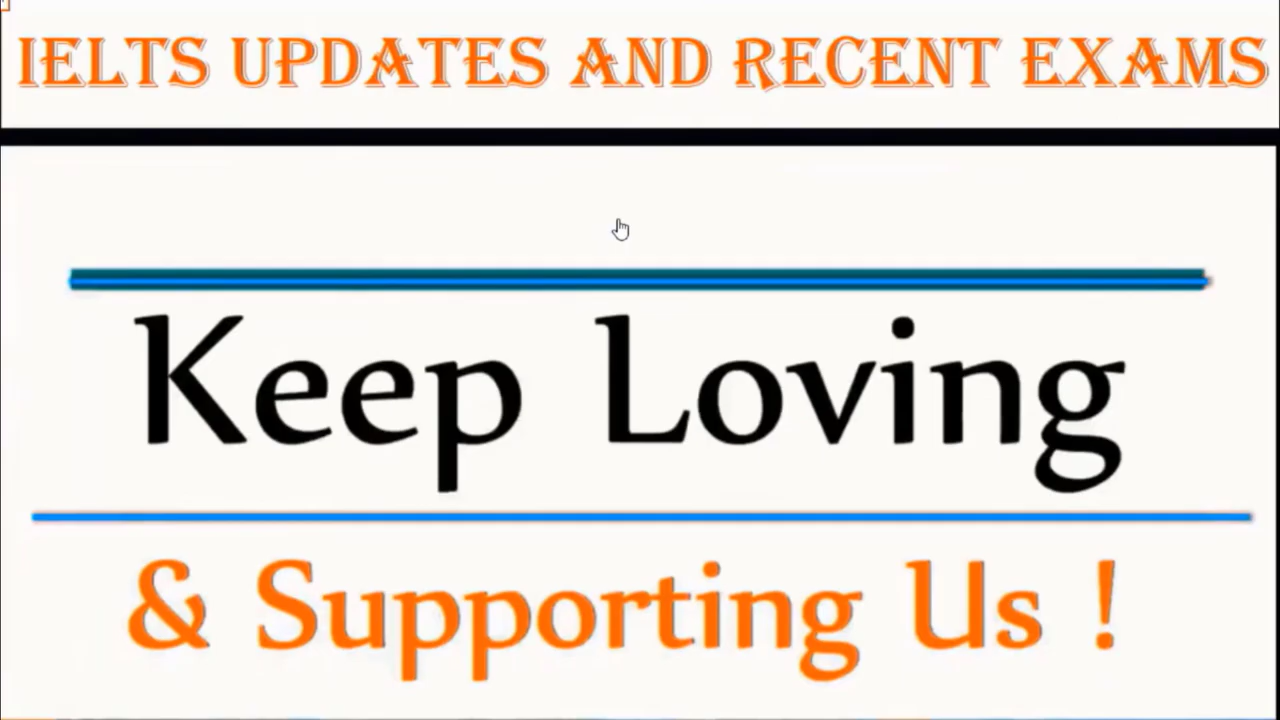 IELTS UPDATES AND RECENT EXAMS
Keep Loving
& Supporting Us !